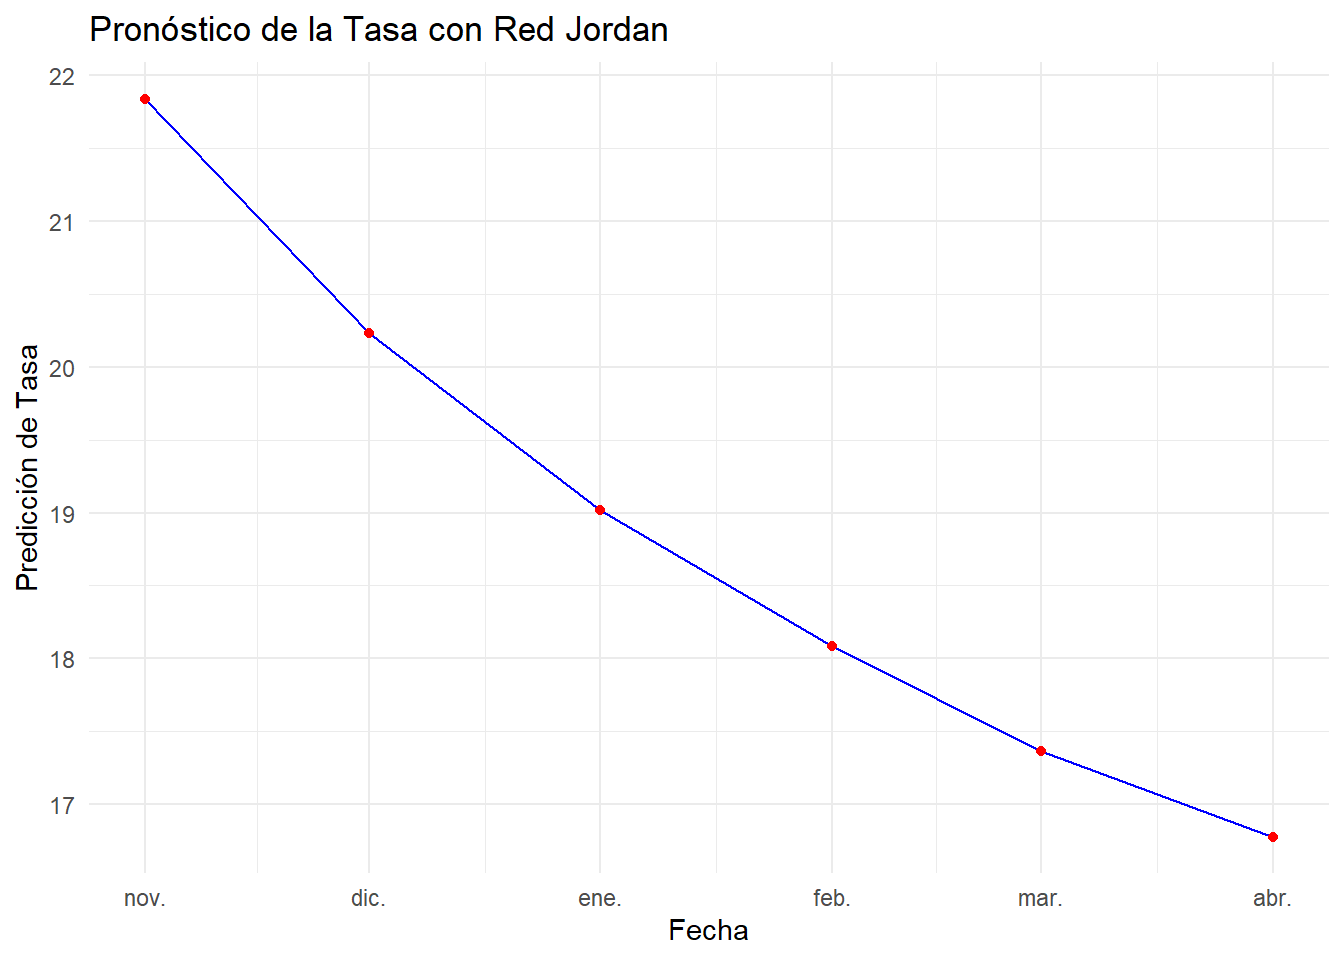 Pronóstico de la Tasa con Red Jordan
22
21
20
19
18
17
Predicción de Tasa
nov. dic. ene. feb. mar. abr.
Fecha